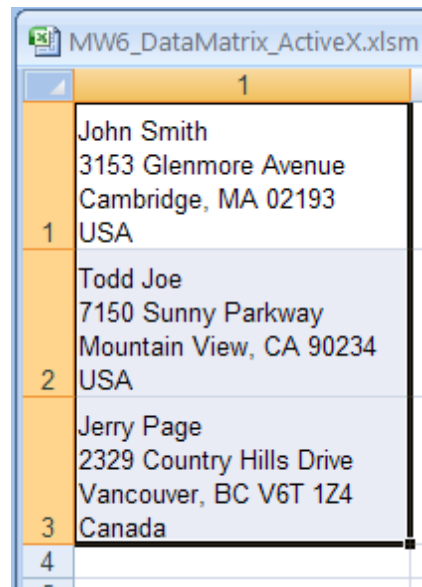 MW6_DataMatrix_ActiveX.xlsm
1
John Smith
3153 Glenmore Avenue
Cambridge, MA 02193
1 USA
Todd Joe
7150 Sunny Parkway
Mountain View, CA 90234
2 USA
Jerry Page
2329 Country Hills Drive
Vancouver, BC V6T 1Z4
3 Canada
4